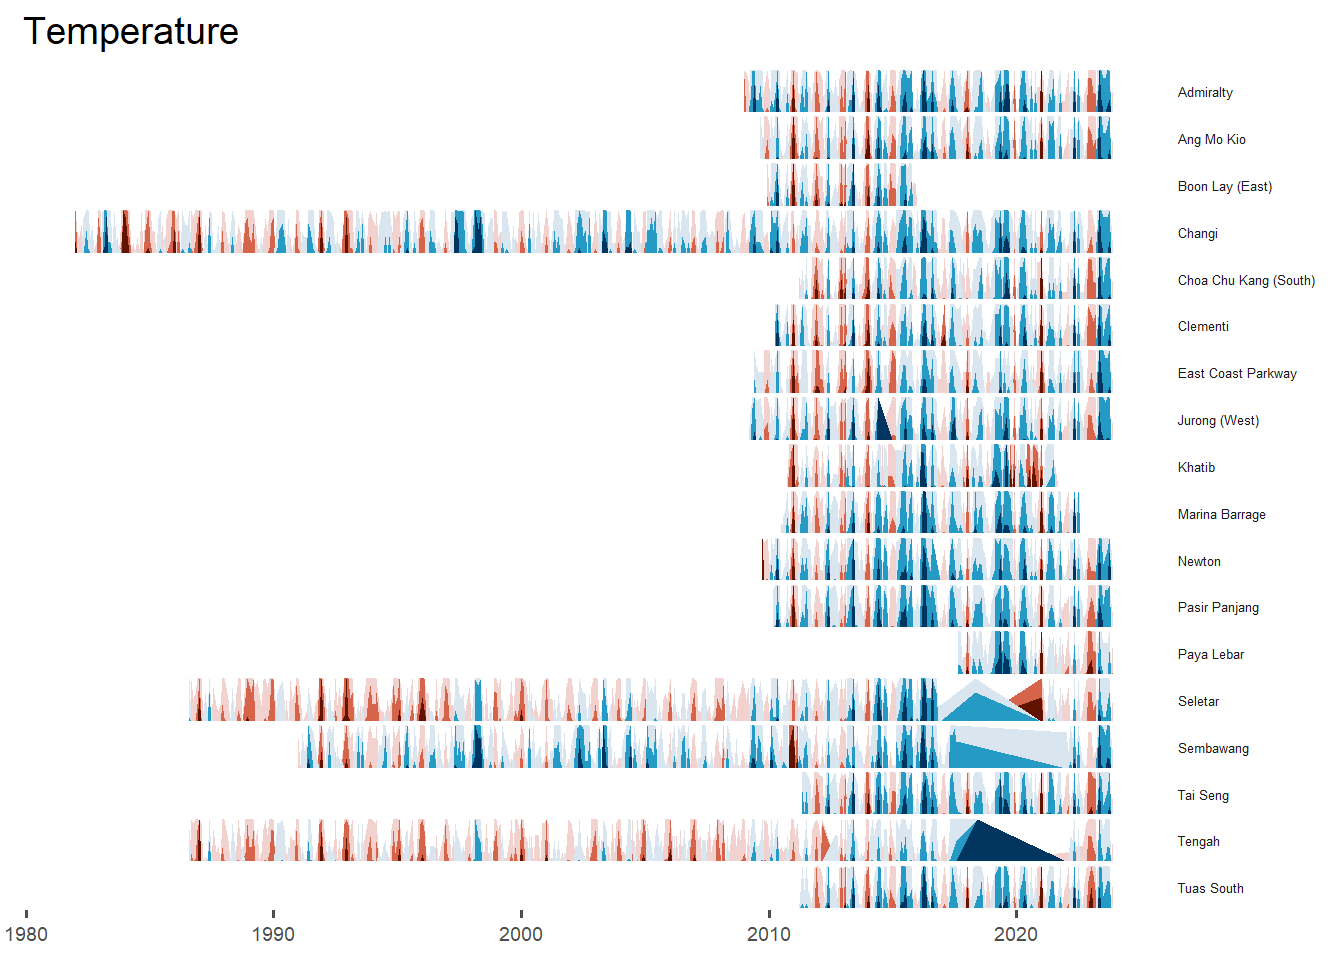 Temperature
Admiralty
Ang Mo Kio
Boon Lay (East)
Changi
Choa Chu Kang (South)
Clementi
East Coast Parkway
Jurong (West)
Khatib
Marina Barrage
Newton
Pasir Panjang
Paya Lebar
Seletar
Sembawang
Tai Seng
Tengah
Tuas South
1980 1990 2000 2010 2020